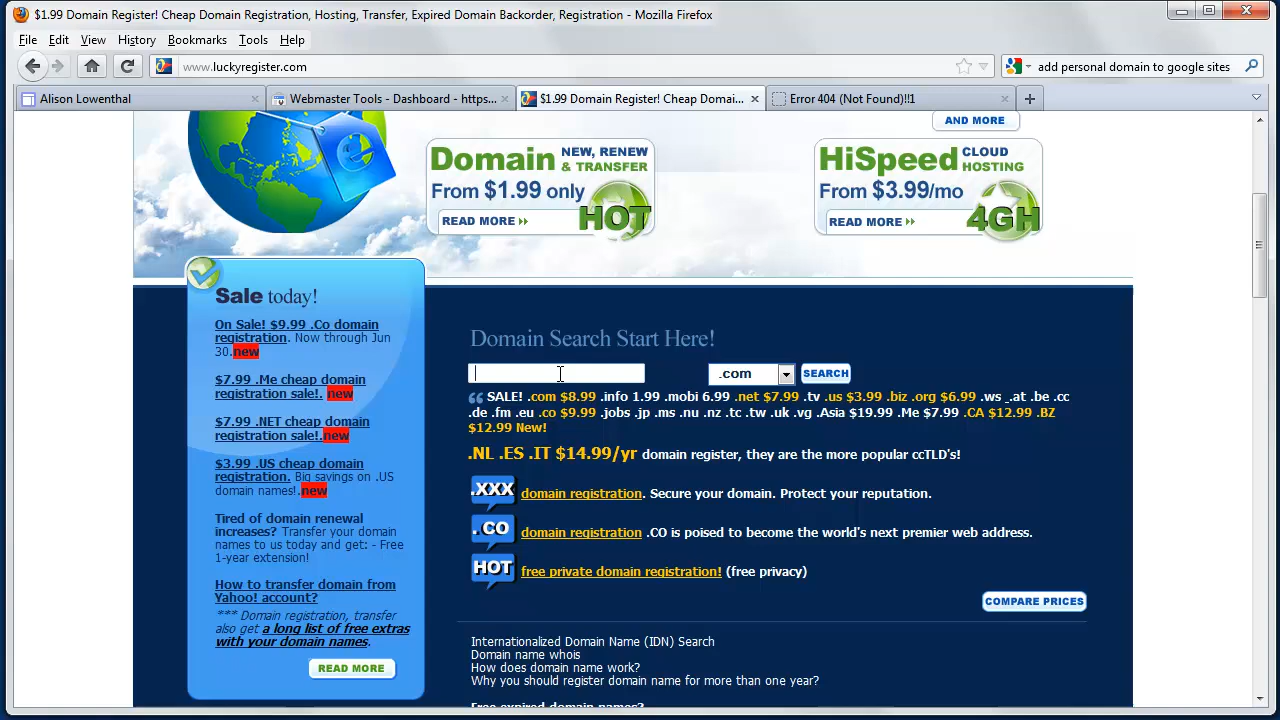 $1.99 Domain Register! Cheap Domain Registration, Hosting, Transfer, Expired Domain Backorder, Registration - Mozilla Firefox
File Edit View History Bookmarks Tools Help
www.luckyregister.com
add personal domain to google sites
Alison Lowenthal
Webmaster Tools - Dashboard - https...
$1.99 Domain Register! Cheap Domai...
Error 404 (Not Found)!!1
AND MORE
Domain NEW, RENEW
& TRANSFER
From $1.99 only
READ MORE
HOT
HiSpeed CLOUD
HOSTING
From $3.99/mo
READ MORE
4GH
Sale today!
On Sale! $9.99 .Co domain
registration. Now through Jun
30.new
$7.99 .Me cheap domain
registration sale!. new
$7.99 .NET cheap domain
registration sale!.new
$3.99 .US cheap domain
registration. Big savings on .US
domain names!.new
Tired of domain renewal
increases? Transfer your domain
names to us today and get: - Free
1-year extension!
How to transfer domain from
Yahoo! account?
*** Domain registration, transfer
also get a long list of free extras
with your domain names.
READ MORE
Domain Search Start Here!
.com
SEARCH
SALE! .com $8.99 .info 1.99 .mobi 6.99 .net $7.99 .tv .us $3.99 .biz .org $6.99 .ws _.at .be .cc
.de .fm .eu .co $9.99 .jobs .jp .ms .nu .nz .tc .tw .uk .vg .Asia $19.99 .Me $7.99 .CA $12.99 .BZ
$12.99 New!
.NL .ES .IT $14.99/yr domain register, they are the more popular ccTLD's!
.XXX domain registration. Secure your domain. Protect your reputation.
.CO domain registration .CO is poised to become the world's next premier web address.
HOT free private domain registration! (free privacy)
COMPARE PRICES
Internationalized Domain Name (IDN) Search
Domain name whois
How does domain name work?
Why you should register domain name for more than one year?
Free expired domain names?